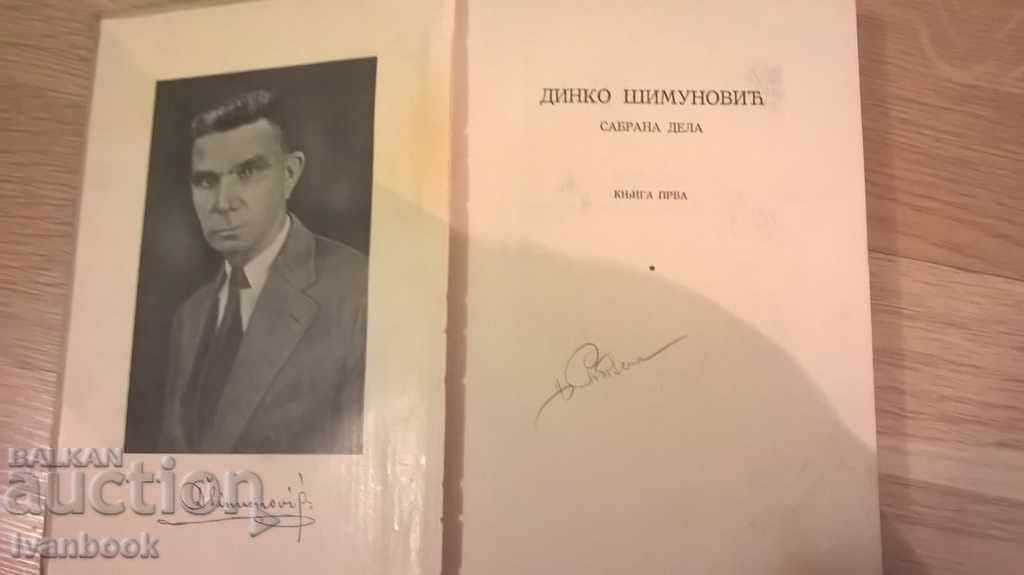 ДИНКО ШИМУНОВИЋ
САБРАНА ДЕЛА
КЊИГА ПРВА
BALKAN
auction
Ivanbook